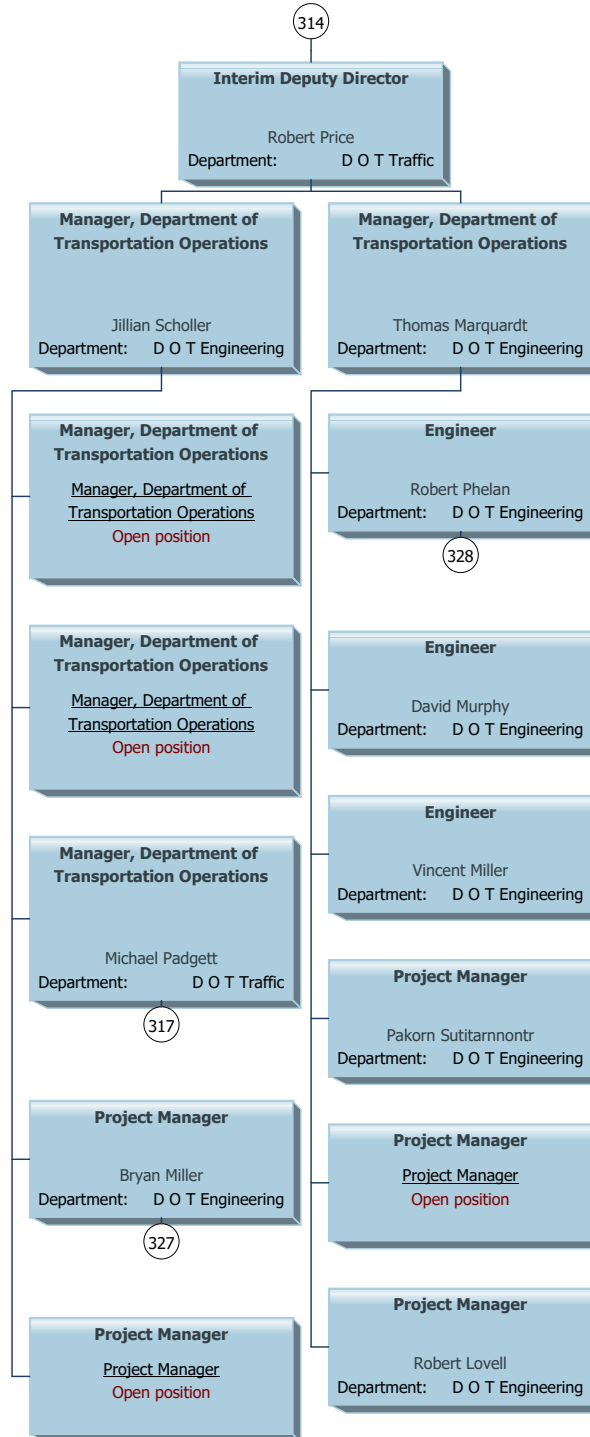 314
Interim Deputy Director
Robert Price
Department: D O T Traffic
Manager, Department of
Transportation Operations
Jillian Scholler
Department: D O T Engineering
Manager, Department of
Transportation Operations
Thomas Marquardt
Department: D O T Engineering
Manager, Department of
Transportation Operations
Manager, Department of
Transportation Operations
Open position
Manager, Department of
Transportation Operations
Manager, Department of
Transportation Operations
Open position
Manager, Department of
Transportation Operations
Michael Padgett
Department: D O T Traffic
317
Project Manager
Bryan Miller
Department: D O T Engineering
327
Project Manager
Project Manager
Open position
Engineer
Robert Phelan
Department: D O T Engineering
328
Engineer
David Murphy
Department: D O T Engineering
Engineer
Vincent Miller
Department: D O T Engineering
Project Manager
Pakorn Sutitarnnontr
Department: D O T Engineering
Project Manager
Project Manager
Open position
Project Manager
Robert Lovell
Department: D O T Engineering